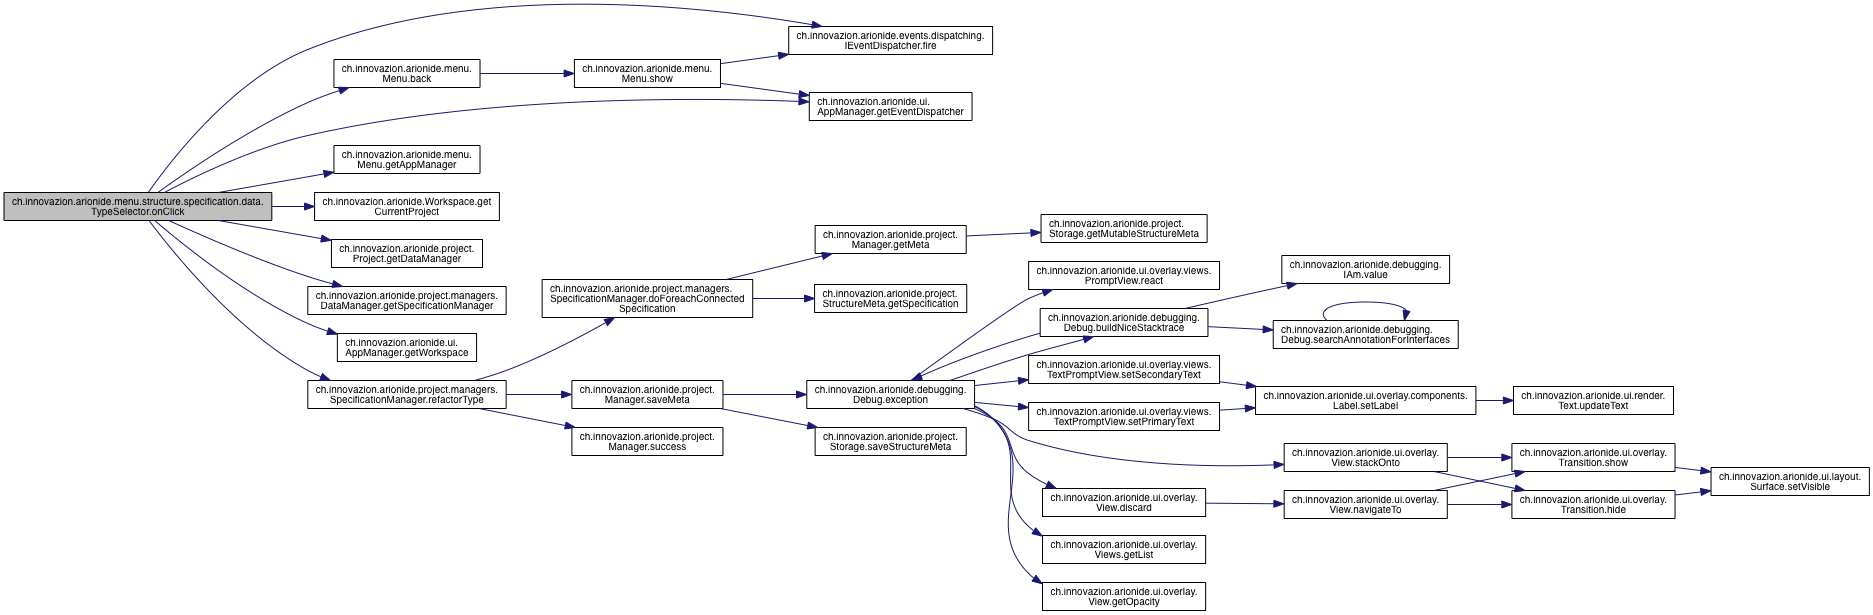 ch.innovazion.arionide.menu.structure.specification.data.
TypeSelector.onClick
ch.innovazion.arionide.menu.
Menu.back
ch.innovazion.arionide.menu.
Menu.getAppManager
ch.innovazion.arionide.Workspace.get
CurrentProject
ch.innovazion.arionide.project.
Project.getDataManager
ch.innovazion.arionide.project.managers.
DataManager.getSpecificationManager
ch.innovazion.arionide.ui.
AppManager.getWorkspace
ch.innovazion.arionide.project.managers.
SpecificationManager.refactorType
ch.innovazion.arionide.menu.
Menu.show
ch.innovazion.arionide.project.managers.
SpecificationManager.doForeachConnected
Specification
ch.innovazion.arionide.project.
Manager.saveMeta
ch.innovazion.arionide.project.
Manager.success
ch.innovazion.arionide.events.dispatching.
IEventDispatcher.fire
ch.innovazion.arionide.ui.
AppManager.getEventDispatcher
ch.innovazion.arionide.project.
Manager.getMeta
ch.innovazion.arionide.project.
StructureMeta.getSpecification
ch.innovazion.arionide.debugging.
Debug.exception
ch.innovazion.arionide.project.
Storage.saveStructureMeta
ch.innovazion.arionide.project.
Storage.getMutableStructureMeta
ch.innovazion.arionide.ui.overlay.views.
PromptView.react
ch.innovazion.arionide.debugging.
Debug.buildNiceStacktrace
ch.innovazion.arionide.ui.overlay.views.
TextPromptView.setSecondaryText
ch.innovazion.arionide.ui.overlay.views.
TextPromptView.setPrimaryText
ch.innovazion.arionide.ui.overlay.
View.discard
ch.innovazion.arionide.ui.overlay.
Views.getList
ch.innovazion.arionide.ui.overlay.
View.getOpacity
ch.innovazion.arionide.debugging.
IAm.value
ch.innovazion.arionide.debugging.
Debug.searchAnnotationForInterfaces
ch.innovazion.arionide.ui.overlay.components.
Label.setLabel
ch.innovazion.arionide.ui.overlay.
View.stackOnto
ch.innovazion.arionide.ui.overlay.
View.navigateTo
ch.innovazion.arionide.ui.render.
Text.updateText
ch.innovazion.arionide.ui.overlay.
Transition.show
ch.innovazion.arionide.ui.overlay.
Transition.hide
ch.innovazion.arionide.ui.layout.
Surface.setVisible